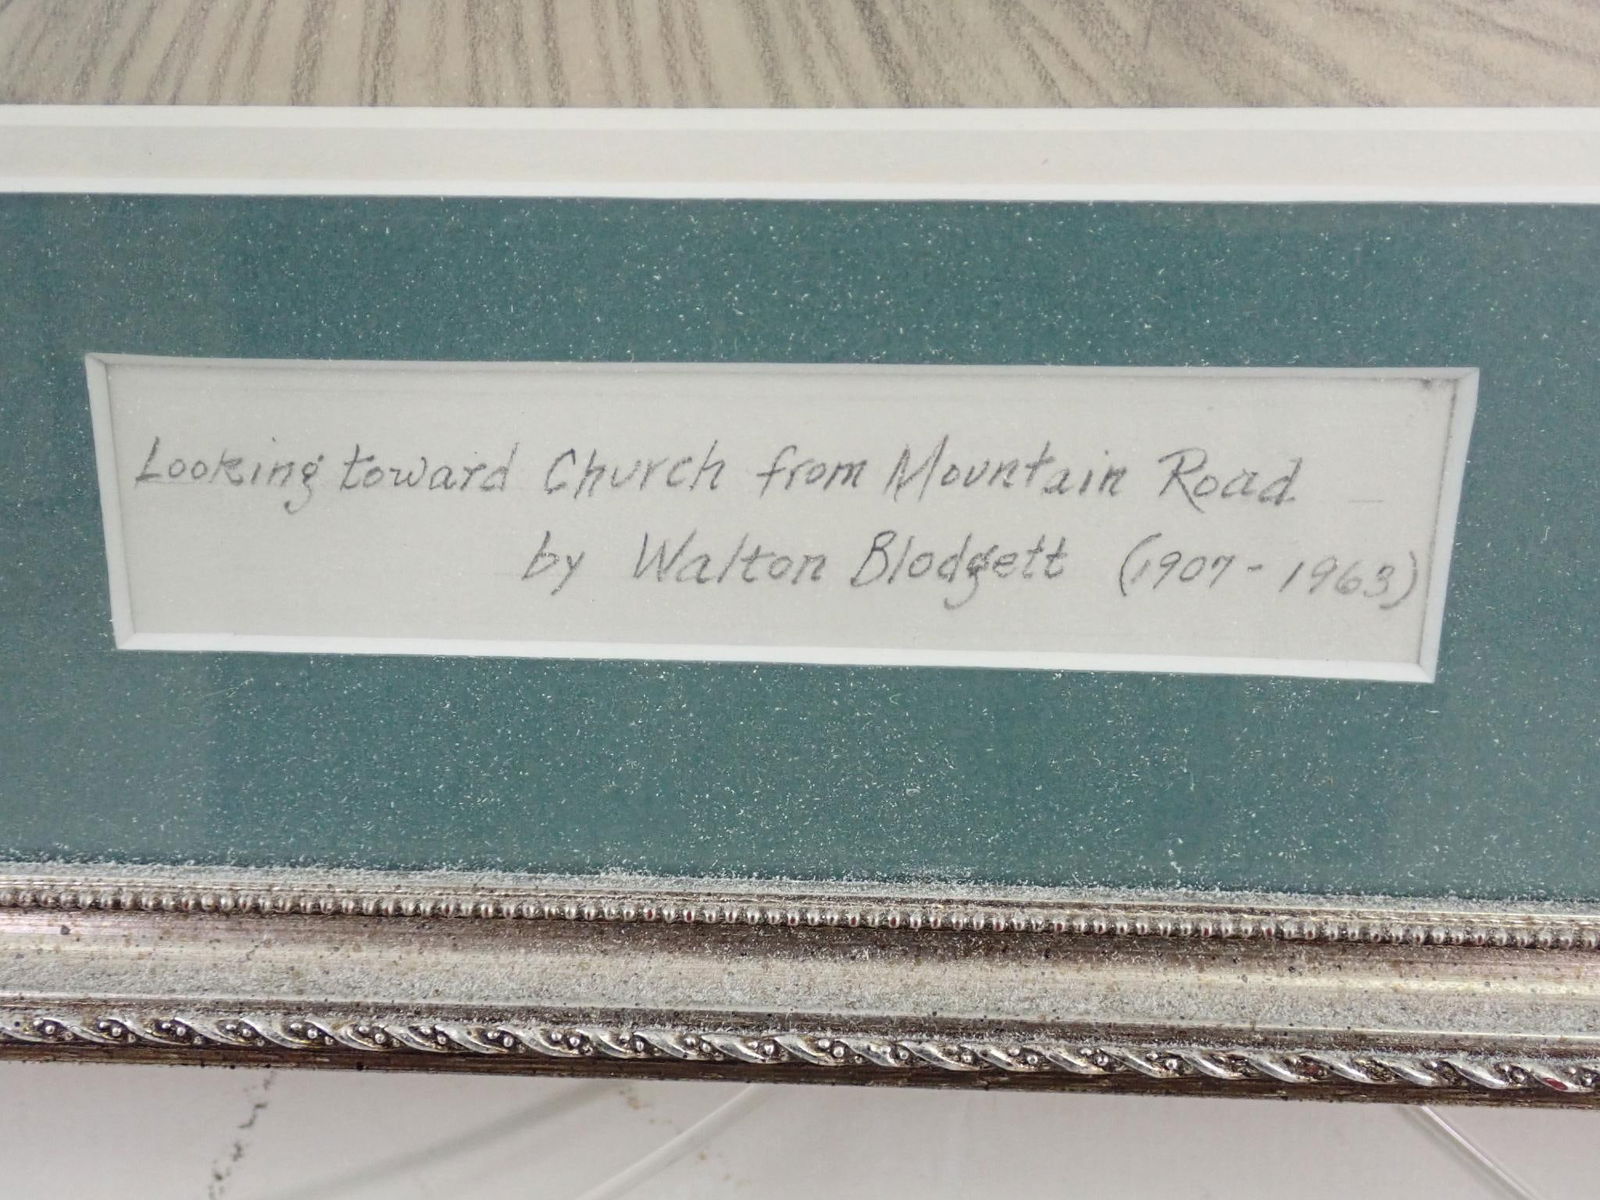 Looking toward Church from Mountain Road
by Walton Blodgett (1907 - 1963)